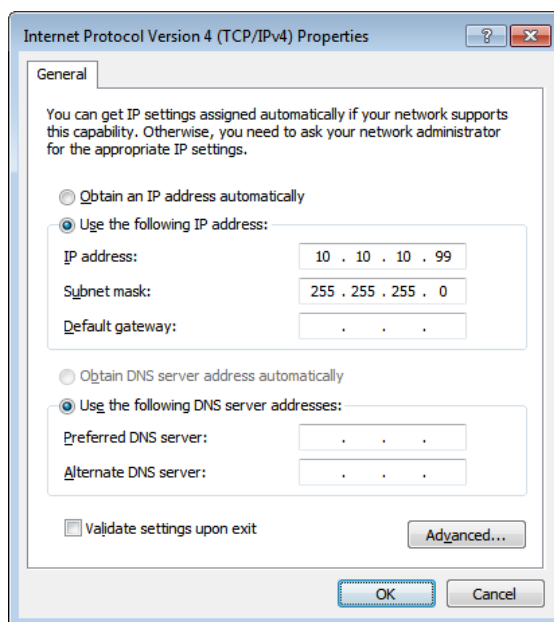 Internet Protocol Version 4 (TCP/IPv4) Properties
General
You can get IP settings assigned automatically if your network supports
this capability. Otherwise, you need to ask your network administrator
for the appropriate IP settings.
Obtain an IP address automatically
Use the following IP address:
IP address: 10 . 10 . 10 . 99
Subnet mask: 255 . 255 . 255 . 0
Default gateway: . . .
Obtain DNS server address automatically
Use the following DNS server addresses:
Preferred DNS server: . . .
Alternate DNS server: . . .
Validate settings upon exit
Advanced...
OK Cancel